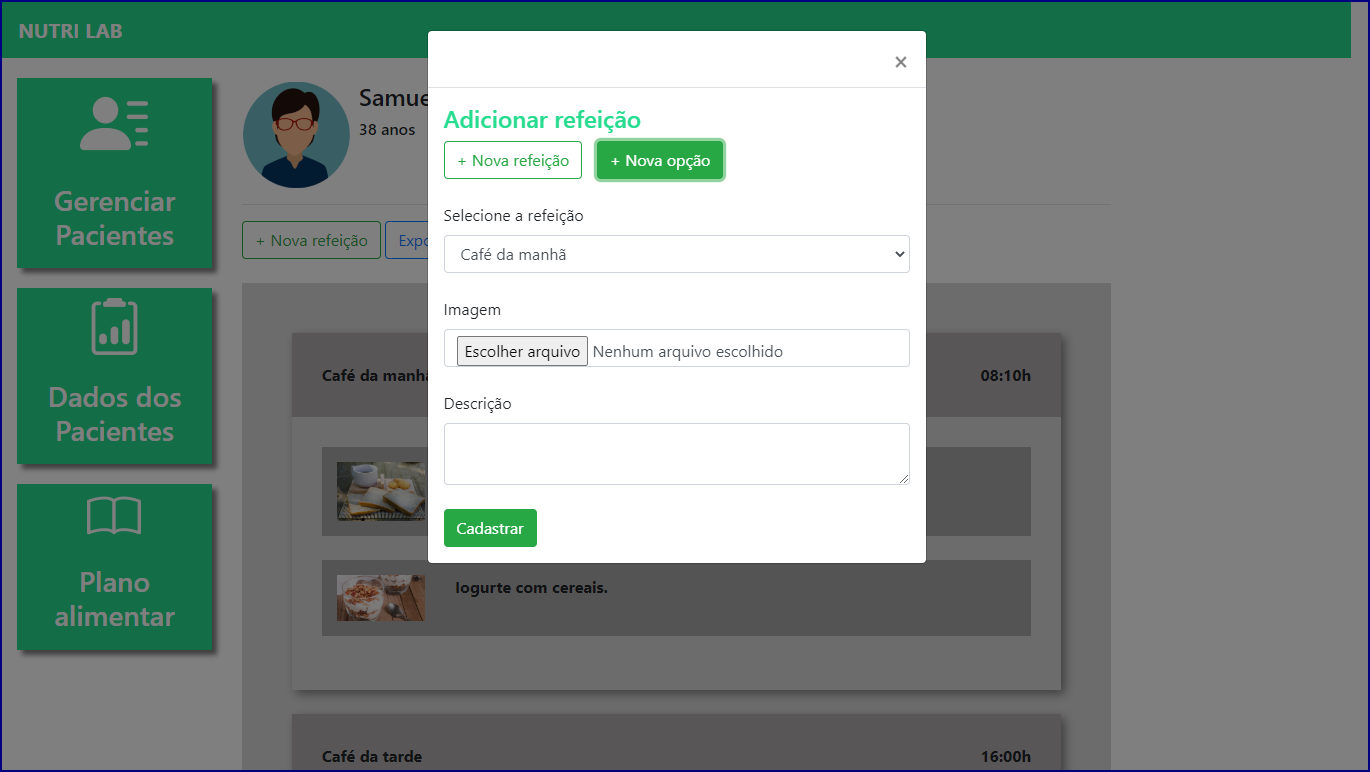 NUTRI LAB
×
Gerenciar
Pacientes
Dados dos
Pacientes
Plano
alimentar
38 anos
+ Nova refeição
Adicionar refeição
+ Nova refeição
+ Nova opção
Selecione a refeição
Café da manhã
Imagem
Escolher arquivo Nenhum arquivo escolhido
Descrição
Cadastrar
Café da manhã
08:10h
Iogurte com cereais.
Café da tarde
16:00h